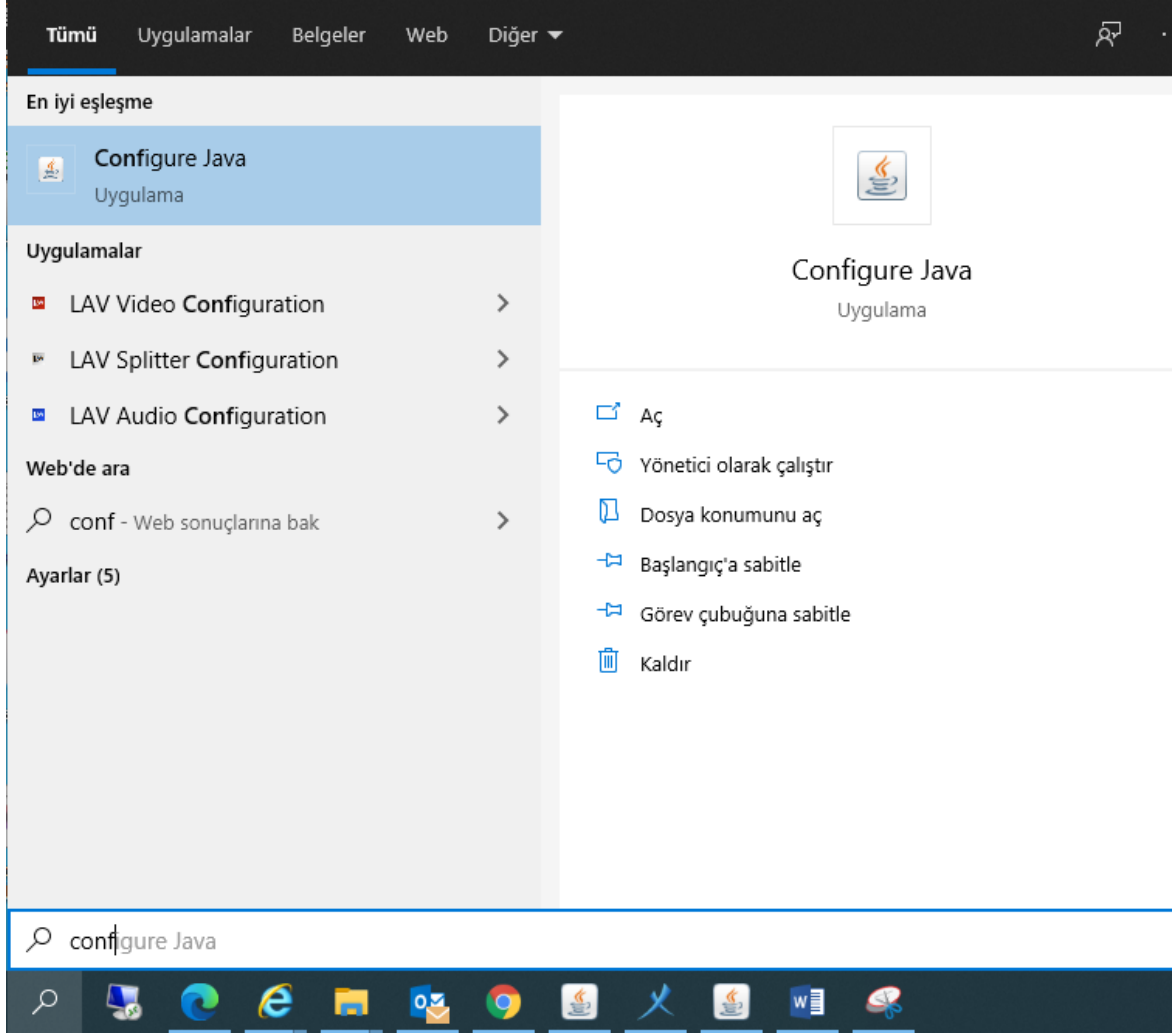 Tümü Uygulamalar Belgeler Web Diğer
En iyi eşleşme
Configure Java
Uygulama
Uygulamalar
LAV Video Configuration
LAV Splitter Configuration
LAV Audio Configuration
Web'de ara
conf - Web sonuçlarına bak
Ayarlar (5)
Configure Java
Uygulama
Aç
Yönetici olarak çalıştır
Dosya konumunu aç
Başlangıç'a sabitle
Görev çubuğuna sabitle
Kaldır
configure Java